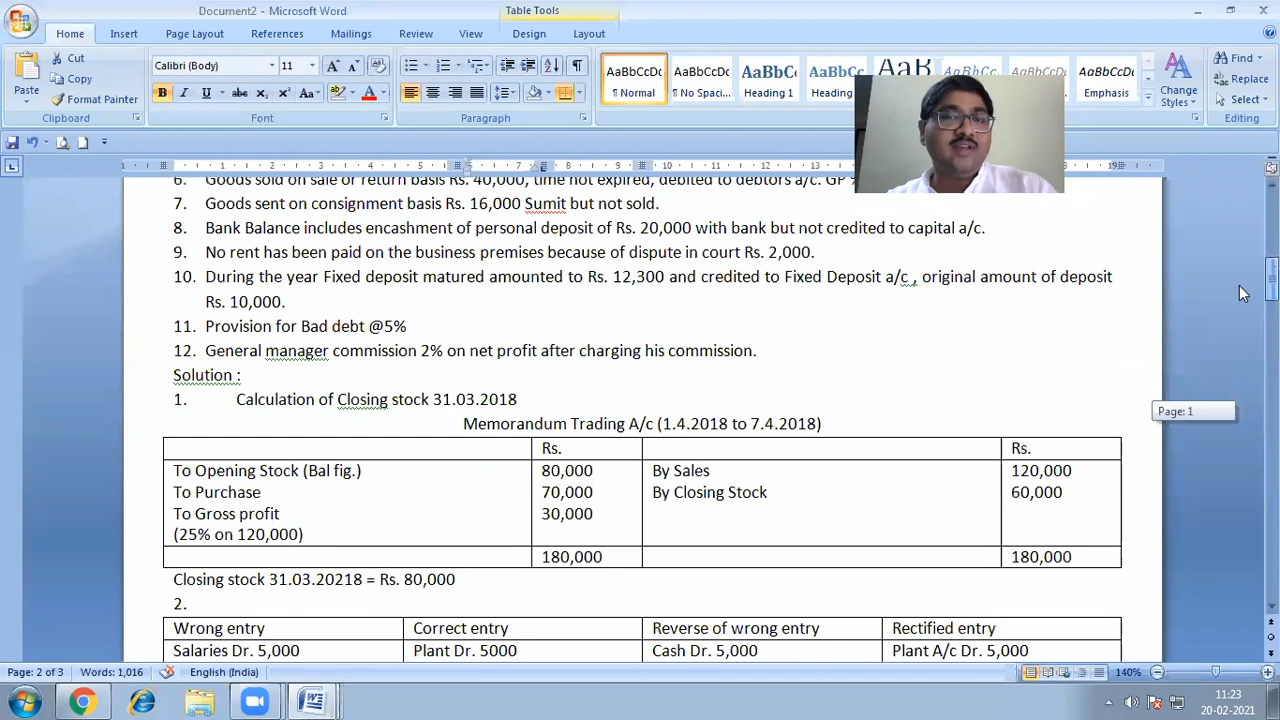 Document2 - Microsoft Word
Table Tools
Home Insert Page Layout References Mailings Review View Design Layout
Paste
Cut
Copy
Format Painter
Clipboard
Calibri (Body) 11
Font
Paragraph
AaBbCcDc AaBbCcDc AaBbCc AaBbCc AaB AaBbCc. AaBbCcDc AaBbCcDc
¶ Normal ¶ No Spaci... Heading 1 Heading Emphasis
Change Styles
Find
Replace
Select
Editing
6. Goods sold on sale or return basis Rs. 40,000, time not expired, debited to debtors a/c. GP
7. Goods sent on consignment basis Rs. 16,000 Sumit but not sold.
8. Bank Balance includes encashment of personal deposit of Rs. 20,000 with bank but not credited to capital a/c.
9. No rent has been paid on the business premises because of dispute in court Rs. 2,000.
10. During the year Fixed deposit matured amounted to Rs. 12,300 and credited to Fixed Deposit a/c , original amount of deposit
Rs. 10,000.
11. Provision for Bad debt @5%
12. General manager commission 2% on net profit after charging his commission.
Solution :
1. Calculation of Closing stock 31.03.2018
Page: 1
Memorandum Trading A/c (1.4.2018 to 7.4.2018)
Rs. Rs.
To Opening Stock (Bal fig.) 80,000 By Sales 120,000
To Purchase 70,000 By Closing Stock 60,000
To Gross profit 30,000
(25% on 120,000)
180,000 180,000
Closing stock 31.03.20218 = Rs. 80,000
2.
Wrong entry Correct entry Reverse of wrong entry Rectified entry
Salaries Dr. 5,000 Plant Dr. 5000 Cash Dr. 5,000 Plant A/c Dr. 5,000
Page: 2 of 3 Words: 1,016 English (India) 140%
11:23
20-02-2021